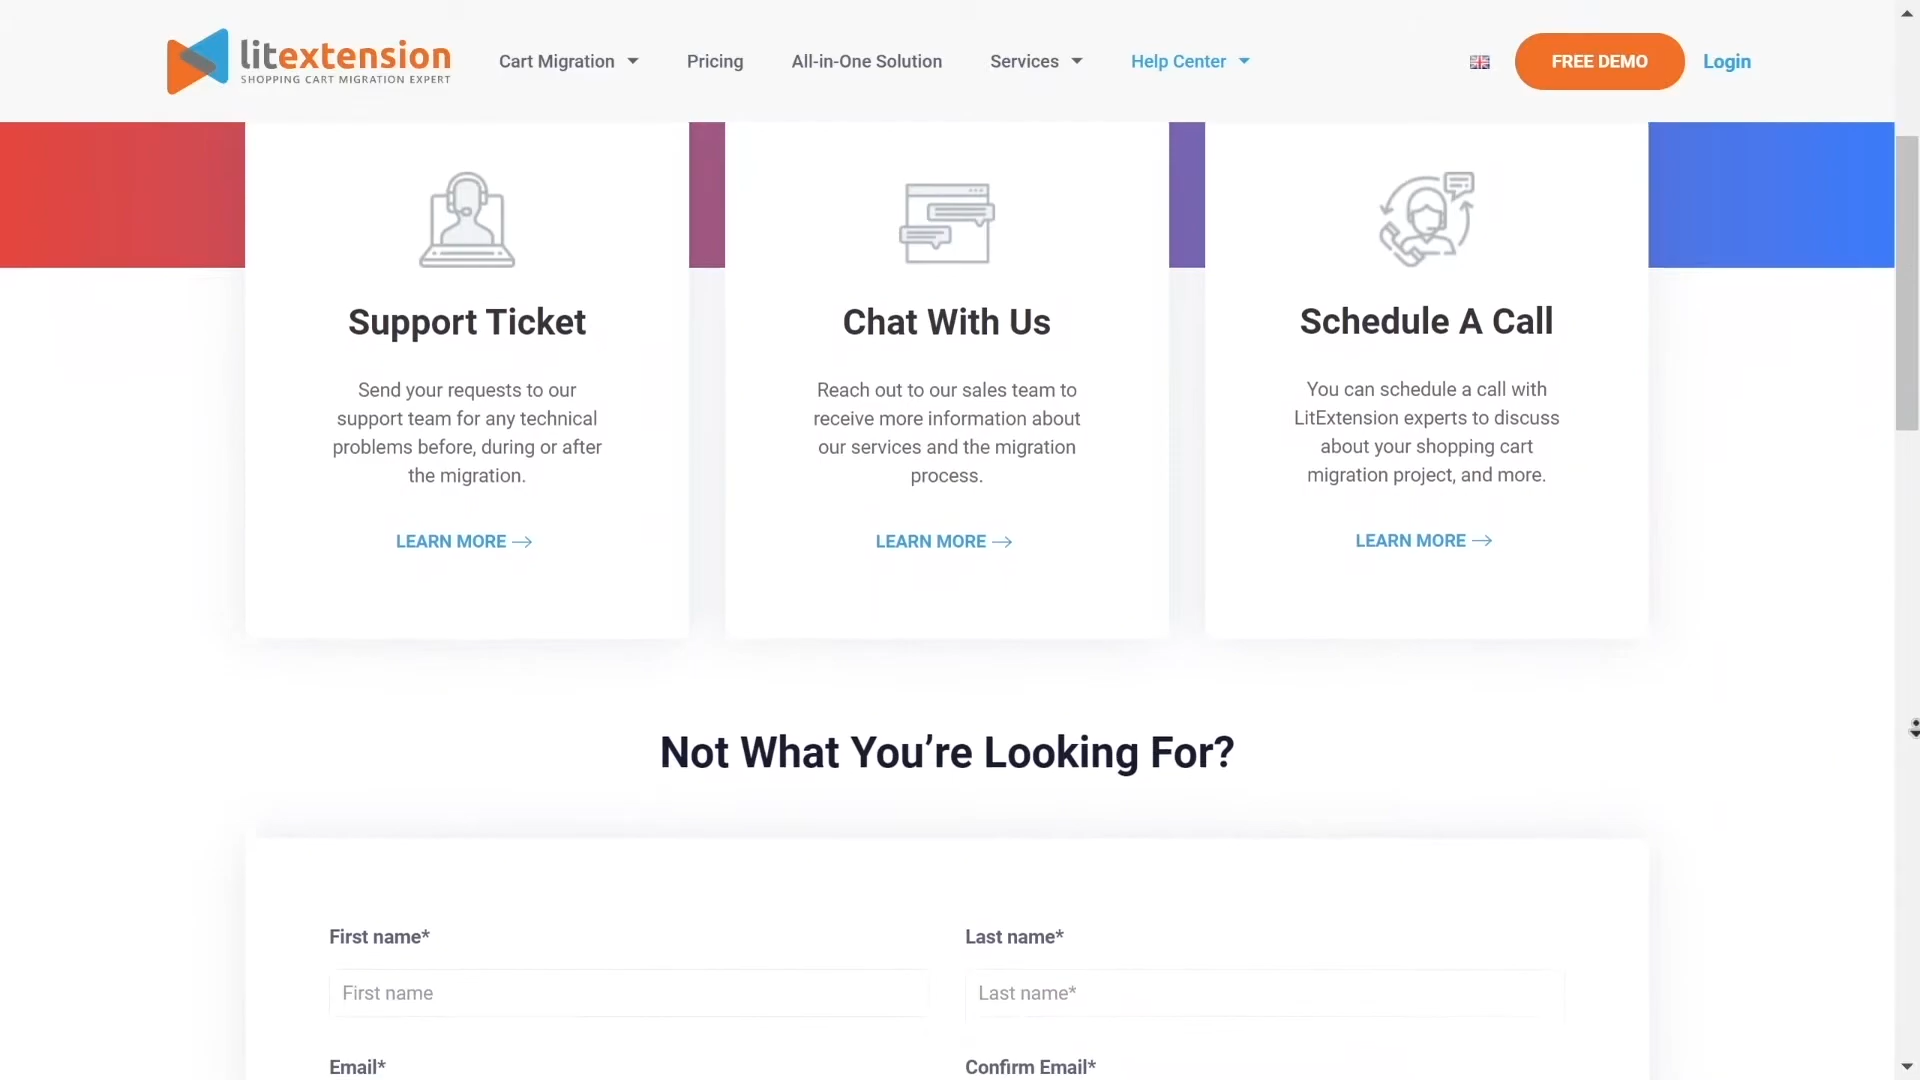 litextension
SHOPPING CART MIGRATION EXPERT
Cart Migration
Pricing
All-in-One Solution
Services
Help Center
FREE DEMO
Login
Support Ticket
Send your requests to our
support team for any technical
problems before, during or after
the migration.
LEARN MORE
Chat With Us
Reach out to our sales team to
receive more information about
our services and the migration
process.
LEARN MORE
Schedule A Call
You can schedule a call with
LitExtension experts to discuss
about your shopping cart
migration project, and more.
LEARN MORE
Not What You’re Looking For?
First name*
First name
Last name*
Last name*
Email*
Confirm Email*